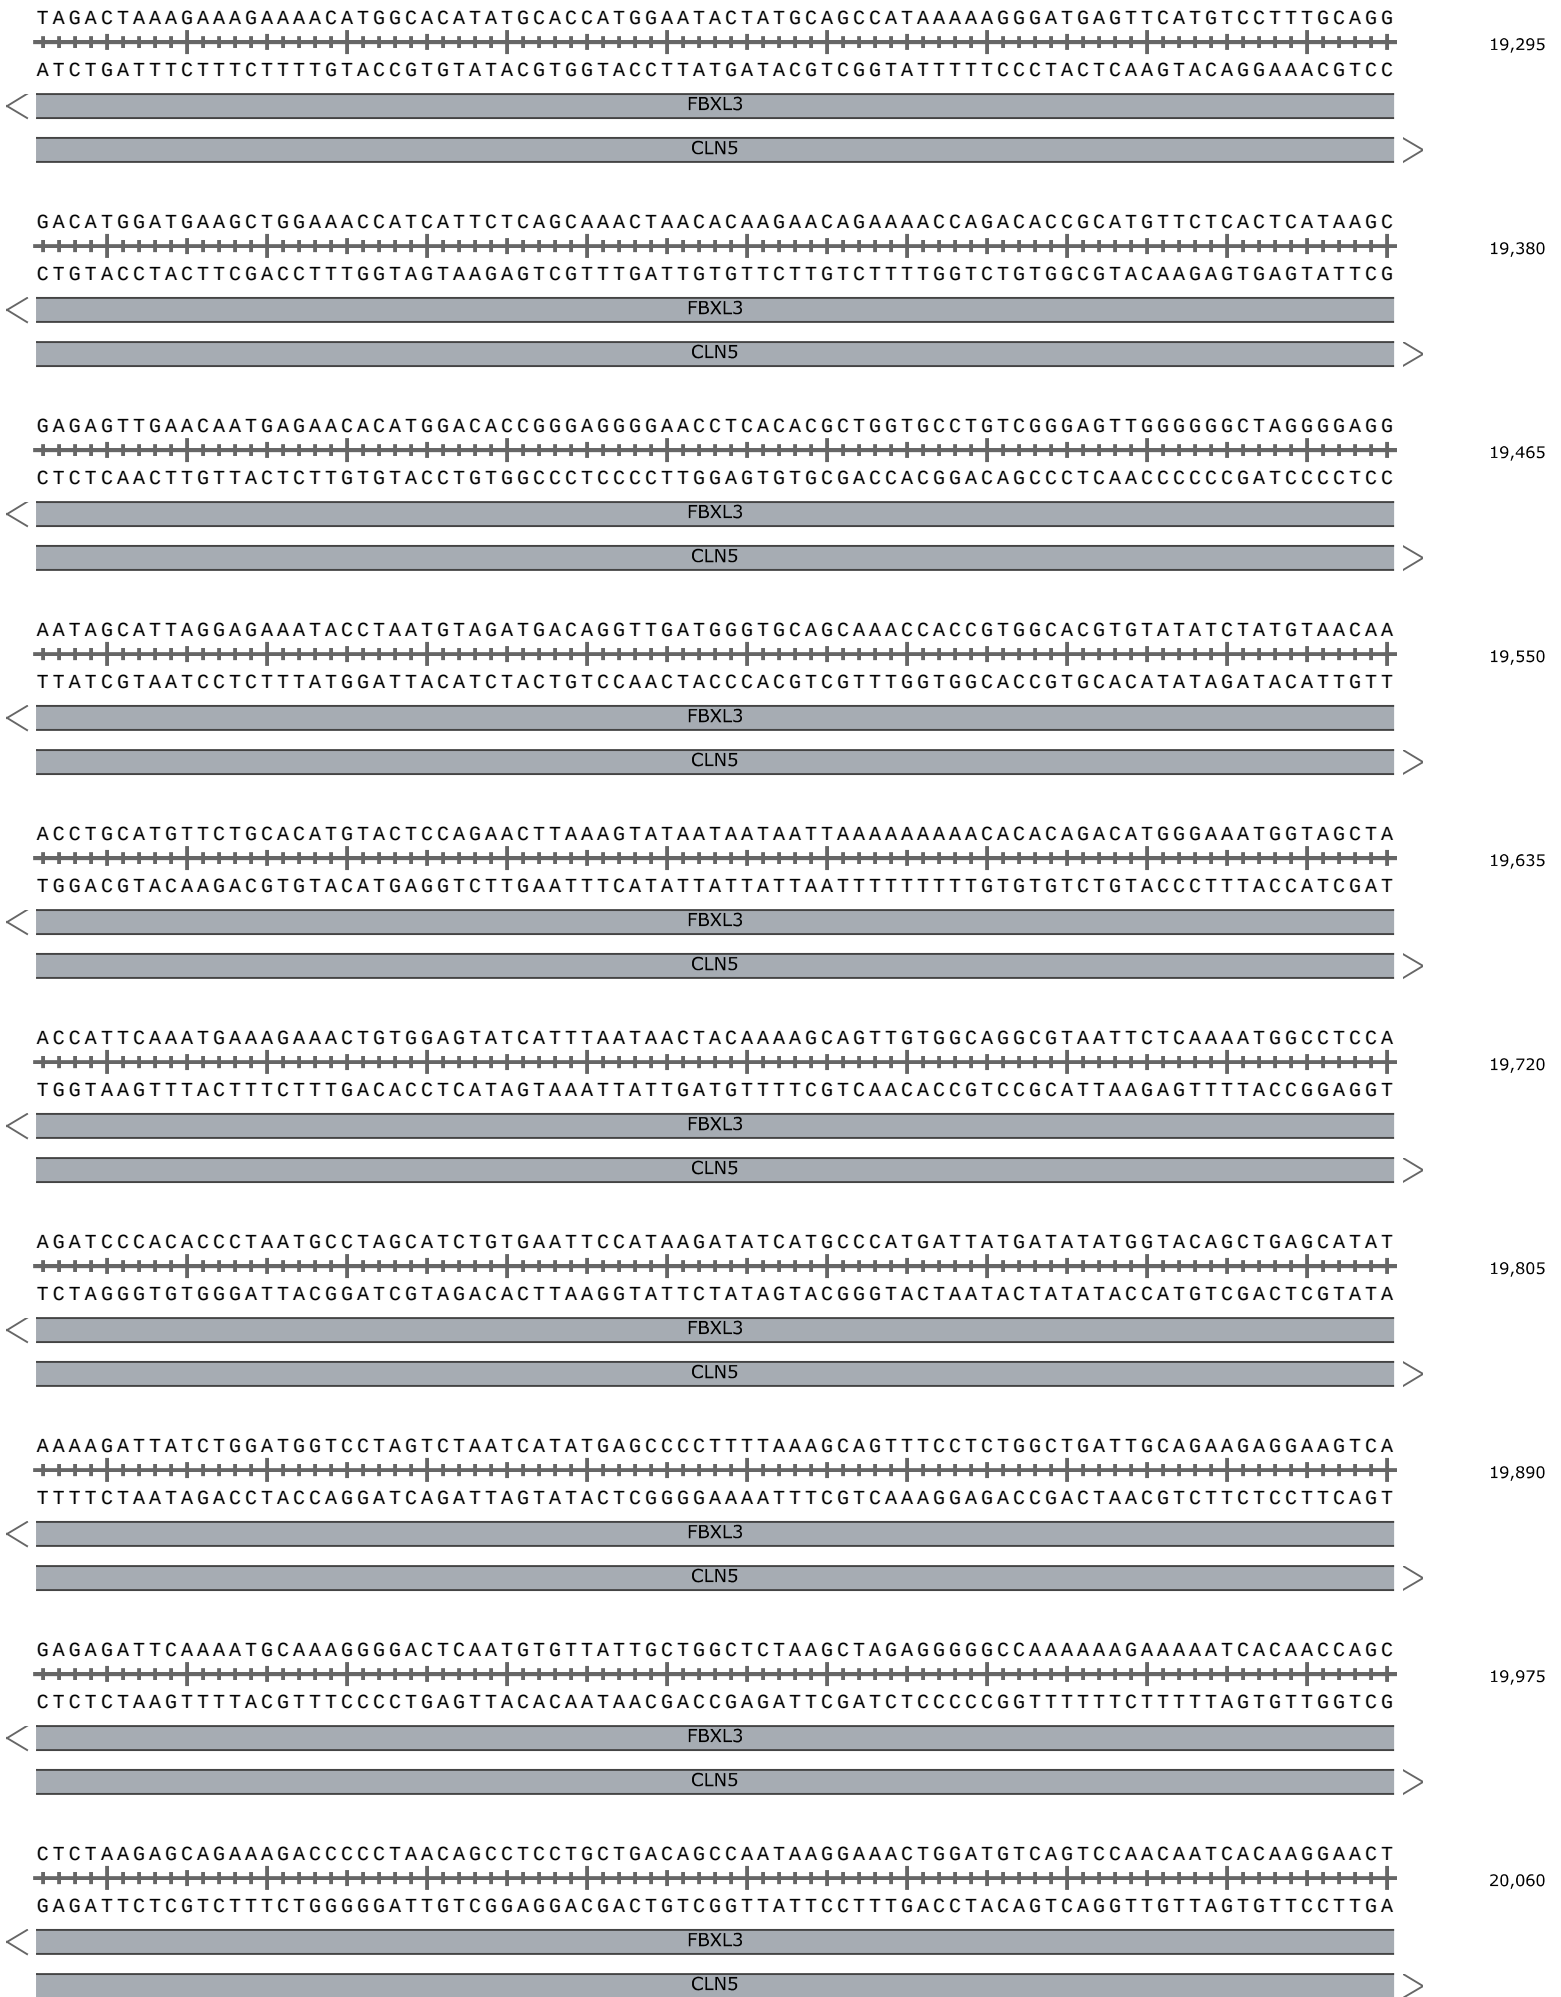 TAGACTAAAGAAAGAAAACATGGCACATATGCACCATGGAATACTATGCAGCCATAAAAAGGGATGAGTTCATGTCCTTTGCAGG
19,295
ATCTGATTTCTTTCTTTTGTACCGTGTATACGTGGTACCTTATGATACGTCGGTATTTTTCCCTACTCAAGTACAGGAAACGTCC
FBXL3
CLN5
GACATGGATGAAGCTGGAAACCATCATTCTCAGCAAACTAACACAAGAACAGAAAACCAGACACCGCATGTTCTCACTCATAAGC
19,380
CTGTACCTACTTCGACCTTTGGTAGTAAGAGTCGTTTGATTGTGTTCTTGTCTTTTGGTCTGTGGCGTACAAGAGTGAGTATTCG
FBXL3
CLN5
GAGAGTTGAACAATGAGAACACATGGACACCGGGAGGGGAACCTCACACGCTGGTGCCTGTCGGGAGTTGGGGGGCTAGGGGAGG
19,465
CTCTCAACTTGTTACTCTTGTGTACCTGTGGCCCTCCCCTTGGAGTGTGCGACCACGGACAGCCCTCAACCCCCCGATCCCCTCC
FBXL3
CLN5
AATAGCATTAGGAGAAATACCTAATGTAGATGACAGGTTGATGGGTGCAGCAAACCACCGTGGCACGTGTATATCTATGTAACAA
19,550
TTATCGTAATCCTCTTTATGGATTACATCTACTGTCCAACTACCCACGTCGTTTGGTGGCACCGTGCACATATAGATACATTGTT
FBXL3
CLN5
ACCTGCATGTTCTGCACATGTACTCCAGAACTTAAAGTATAATAATAATTAAAAAAAAACACACAGACATGGGAAATGGTAGCTA
19,635
TGGACGTACAAGACGTGTACATGAGGTCTTGAATTTCATATTATTATTAATTTTTTTTTGTGTGTCTGTACCCTTTACCATCGAT
FBXL3
CLN5
ACCATTCAAATGAAAGAAACTGTGGAGTATCATTTAATAACTACAAAAGCAGTTGTGGCAGGCGTAATTCTCAAAATGGCCTCCA
19,720
TGGTAAGTTTACTTTCTTTGACACCTCATAGTAAATTATTGATGTTTTCGTCAACACCGTCCGCATTAAGAGTTTTACCGGAGGT
FBXL3
CLN5
AGATCCCACACCCTAATGCCTAGCATCTGTGAATTCCATAAGATATCATGCCCATGATTATGATATATGGTACAGCTGAGCATAT
19,805
TCTAGGGTGTGGGATTACGGATCGTAGACACTTAAGGTATTCTATAGTACGGGTACTAATACTATATACCATGTCGACTCGTATA
FBXL3
CLN5
AAAAGATTATCTGGATGGTCCTAGTCTAATCATATGAGCCCCTTTTAAAGCAGTTTCCTCTGGCTGATTGCAGAAGAGGAAGTCA
19,890
TTTTCTAATAGACCTACCAGGATCAGATTAGTATACTCGGGGAAAATTTCGTCAAAGGAGACCGACTAACGTCTTCTCCTTCAGT
FBXL3
CLN5
GAGAGATTCAAAATGCAAAGGGGACTCAATGTGTTATTGCTGGCTCTAAGCTAGAGGGGGCCAAAAAAGAAAAATCACAACCAGC
19,975
CTCTCTAAGTTTTACGTTTCCCCTGAGTTACACAATAACGACCGAGATTCGATCTCCCCCGGTTTTTTCTTTTTAGTGTTGGTCG
FBXL3
CLN5
CTCTAAGAGCAGAAAGACCCCCTAACAGCCTCCTGCTGACAGCCAATAAGGAAACTGGATGTCAGTCCAACAATCACAAGGAACT
20,060
GAGATTCTCGTCTTTCTGGGGGATTGTCGGAGGACGACTGTCGGTTATTCCTTTGACCTACAGTCAGGTTGTTAGTGTTCCTTGA
FBXL3
CLN5